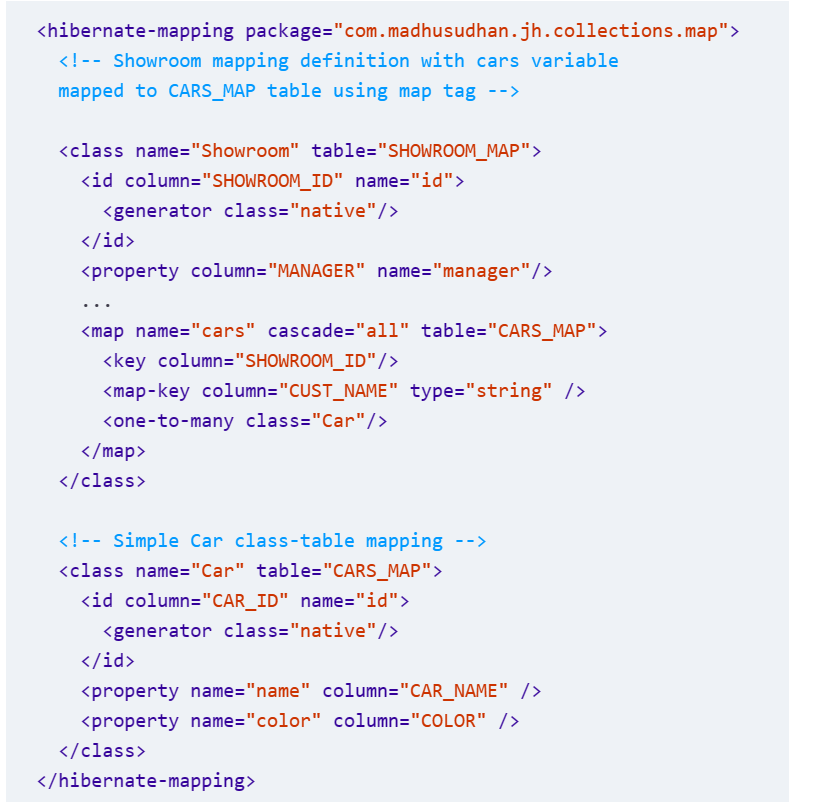 <hibernate-mapping package="com.madhusudhan.jh.collections.map">
<!-- Showroom mapping definition with cars variable
mapped to CARS_MAP table using map tag -->
<class name="Showroom" table="SHOWROOM_MAP">
<id column="SHOWROOM_ID" name="id">
<generator class="native"/>
</id>
<property column="MANAGER" name="manager"/>
...
<map name="cars" cascade="all" table="CARS_MAP">
<key column="SHOWROOM_ID"/>
<map-key column="CUST_NAME" type="string" />
<one-to-many class="Car"/>
</map>
</class>
<!-- Simple Car class-table mapping -->
<class name="Car" table="CARS_MAP">
<id column="CAR_ID" name="id">
<generator class="native"/>
</id>
<property name="name" column="CAR_NAME" />
<property name="color" column="COLOR" />
</class>
</hibernate-mapping>